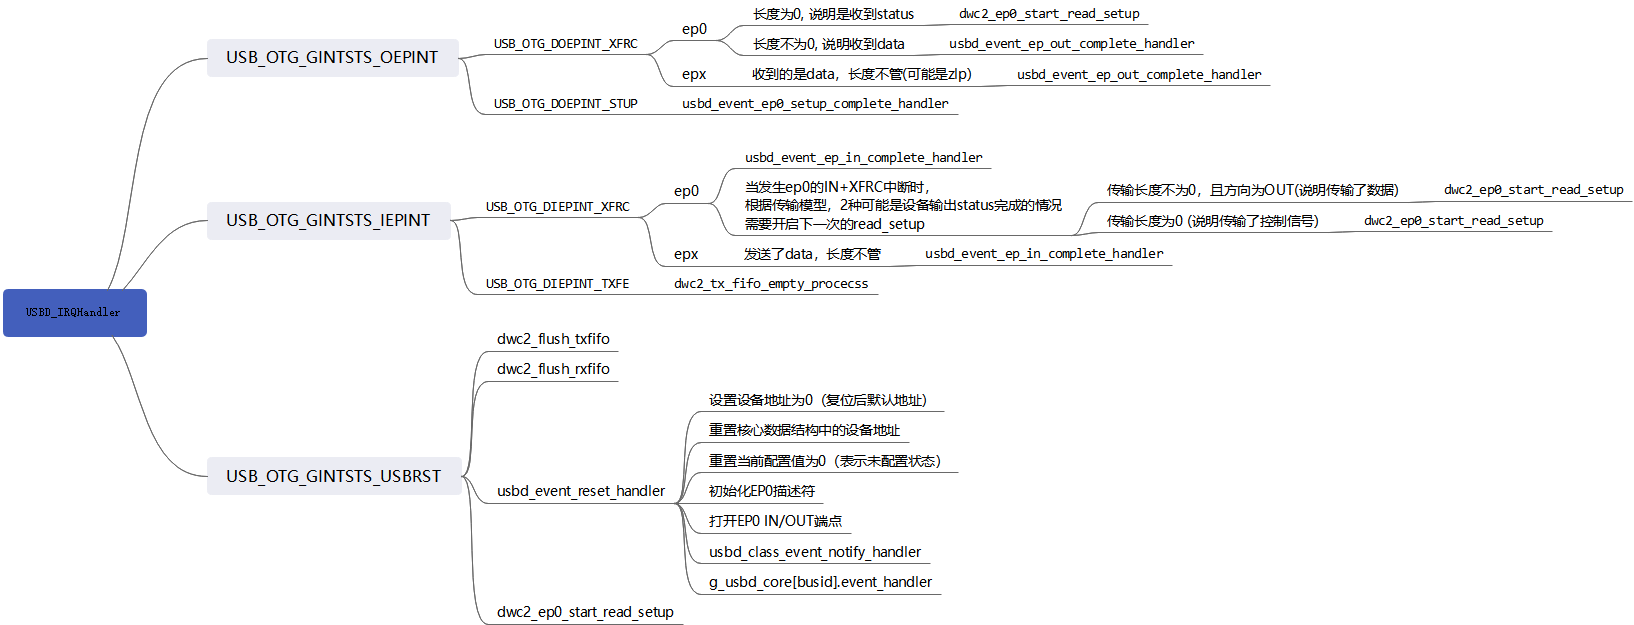 USBD_IRQHandler
USB_OTG_GINTSTS_OEPINT
USB_OTG_DOEPINT_XFRC
ep0
长度为0, 说明是收到status
dwc2_ep0_start_read_setup
长度不为0, 说明收到data
usbd_event_ep_out_complete_handler
epx
收到的是data，长度不管(可能是zlp)
usbd_event_ep_out_complete_handler
USB_OTG_DOEPINT_STUP
usbd_event_ep0_setup_complete_handler
USB_OTG_GINTSTS_IEPINT
USB_OTG_DIEPINT_XFRC
ep0
usbd_event_ep_in_complete_handler
当发生ep0的IN+XFRC中断时，
根据传输模型，2种可能是设备输出status完成的情况
需要开启下一次的read_setup
传输长度不为0，且方向为OUT(说明传输了数据)
dwc2_ep0_start_read_setup
传输长度为0 (说明传输了控制信号)
dwc2_ep0_start_read_setup
epx
发送了data，长度不管
usbd_event_ep_in_complete_handler
USB_OTG_DIEPINT_TXFE
dwc2_tx_fifo_empty_procecss
USB_OTG_GINTSTS_USBRST
dwc2_flush_txfifo
dwc2_flush_rxfifo
usbd_event_reset_handler
设置设备地址为0（复位后默认地址）
重置核心数据结构中的设备地址
重置当前配置值为0（表示未配置状态）
初始化EP0描述符
打开EP0 IN/OUT端点
usbd_class_event_notify_handler
g_usbd_core[busid].event_handler
dwc2_ep0_start_read_setup